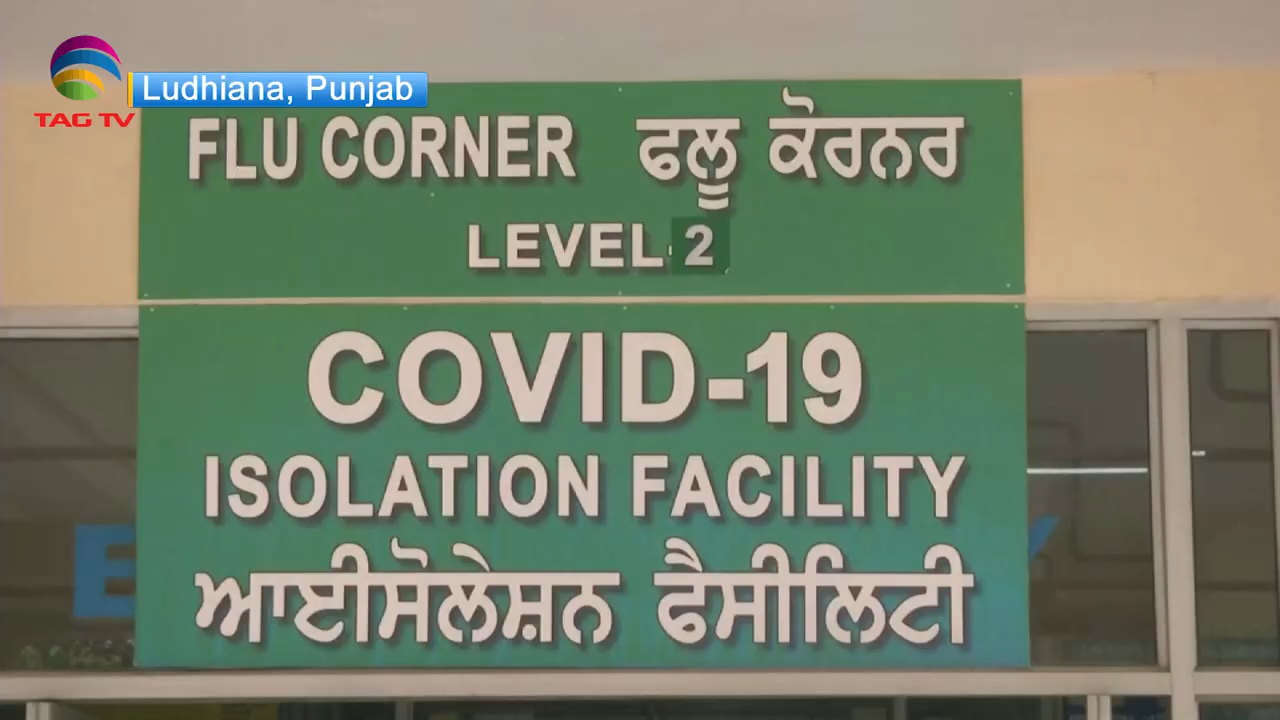 Ludhiana, Punjab
TAG TV
FLU CORNER ਫਲੂ ਕੋਰਨਰ
LEVEL-2
COVID-19
ISOLATION FACILITY
ਆਈਸੋਲੇਸ਼ਨ ਫੈਸੀਲਿਟੀ